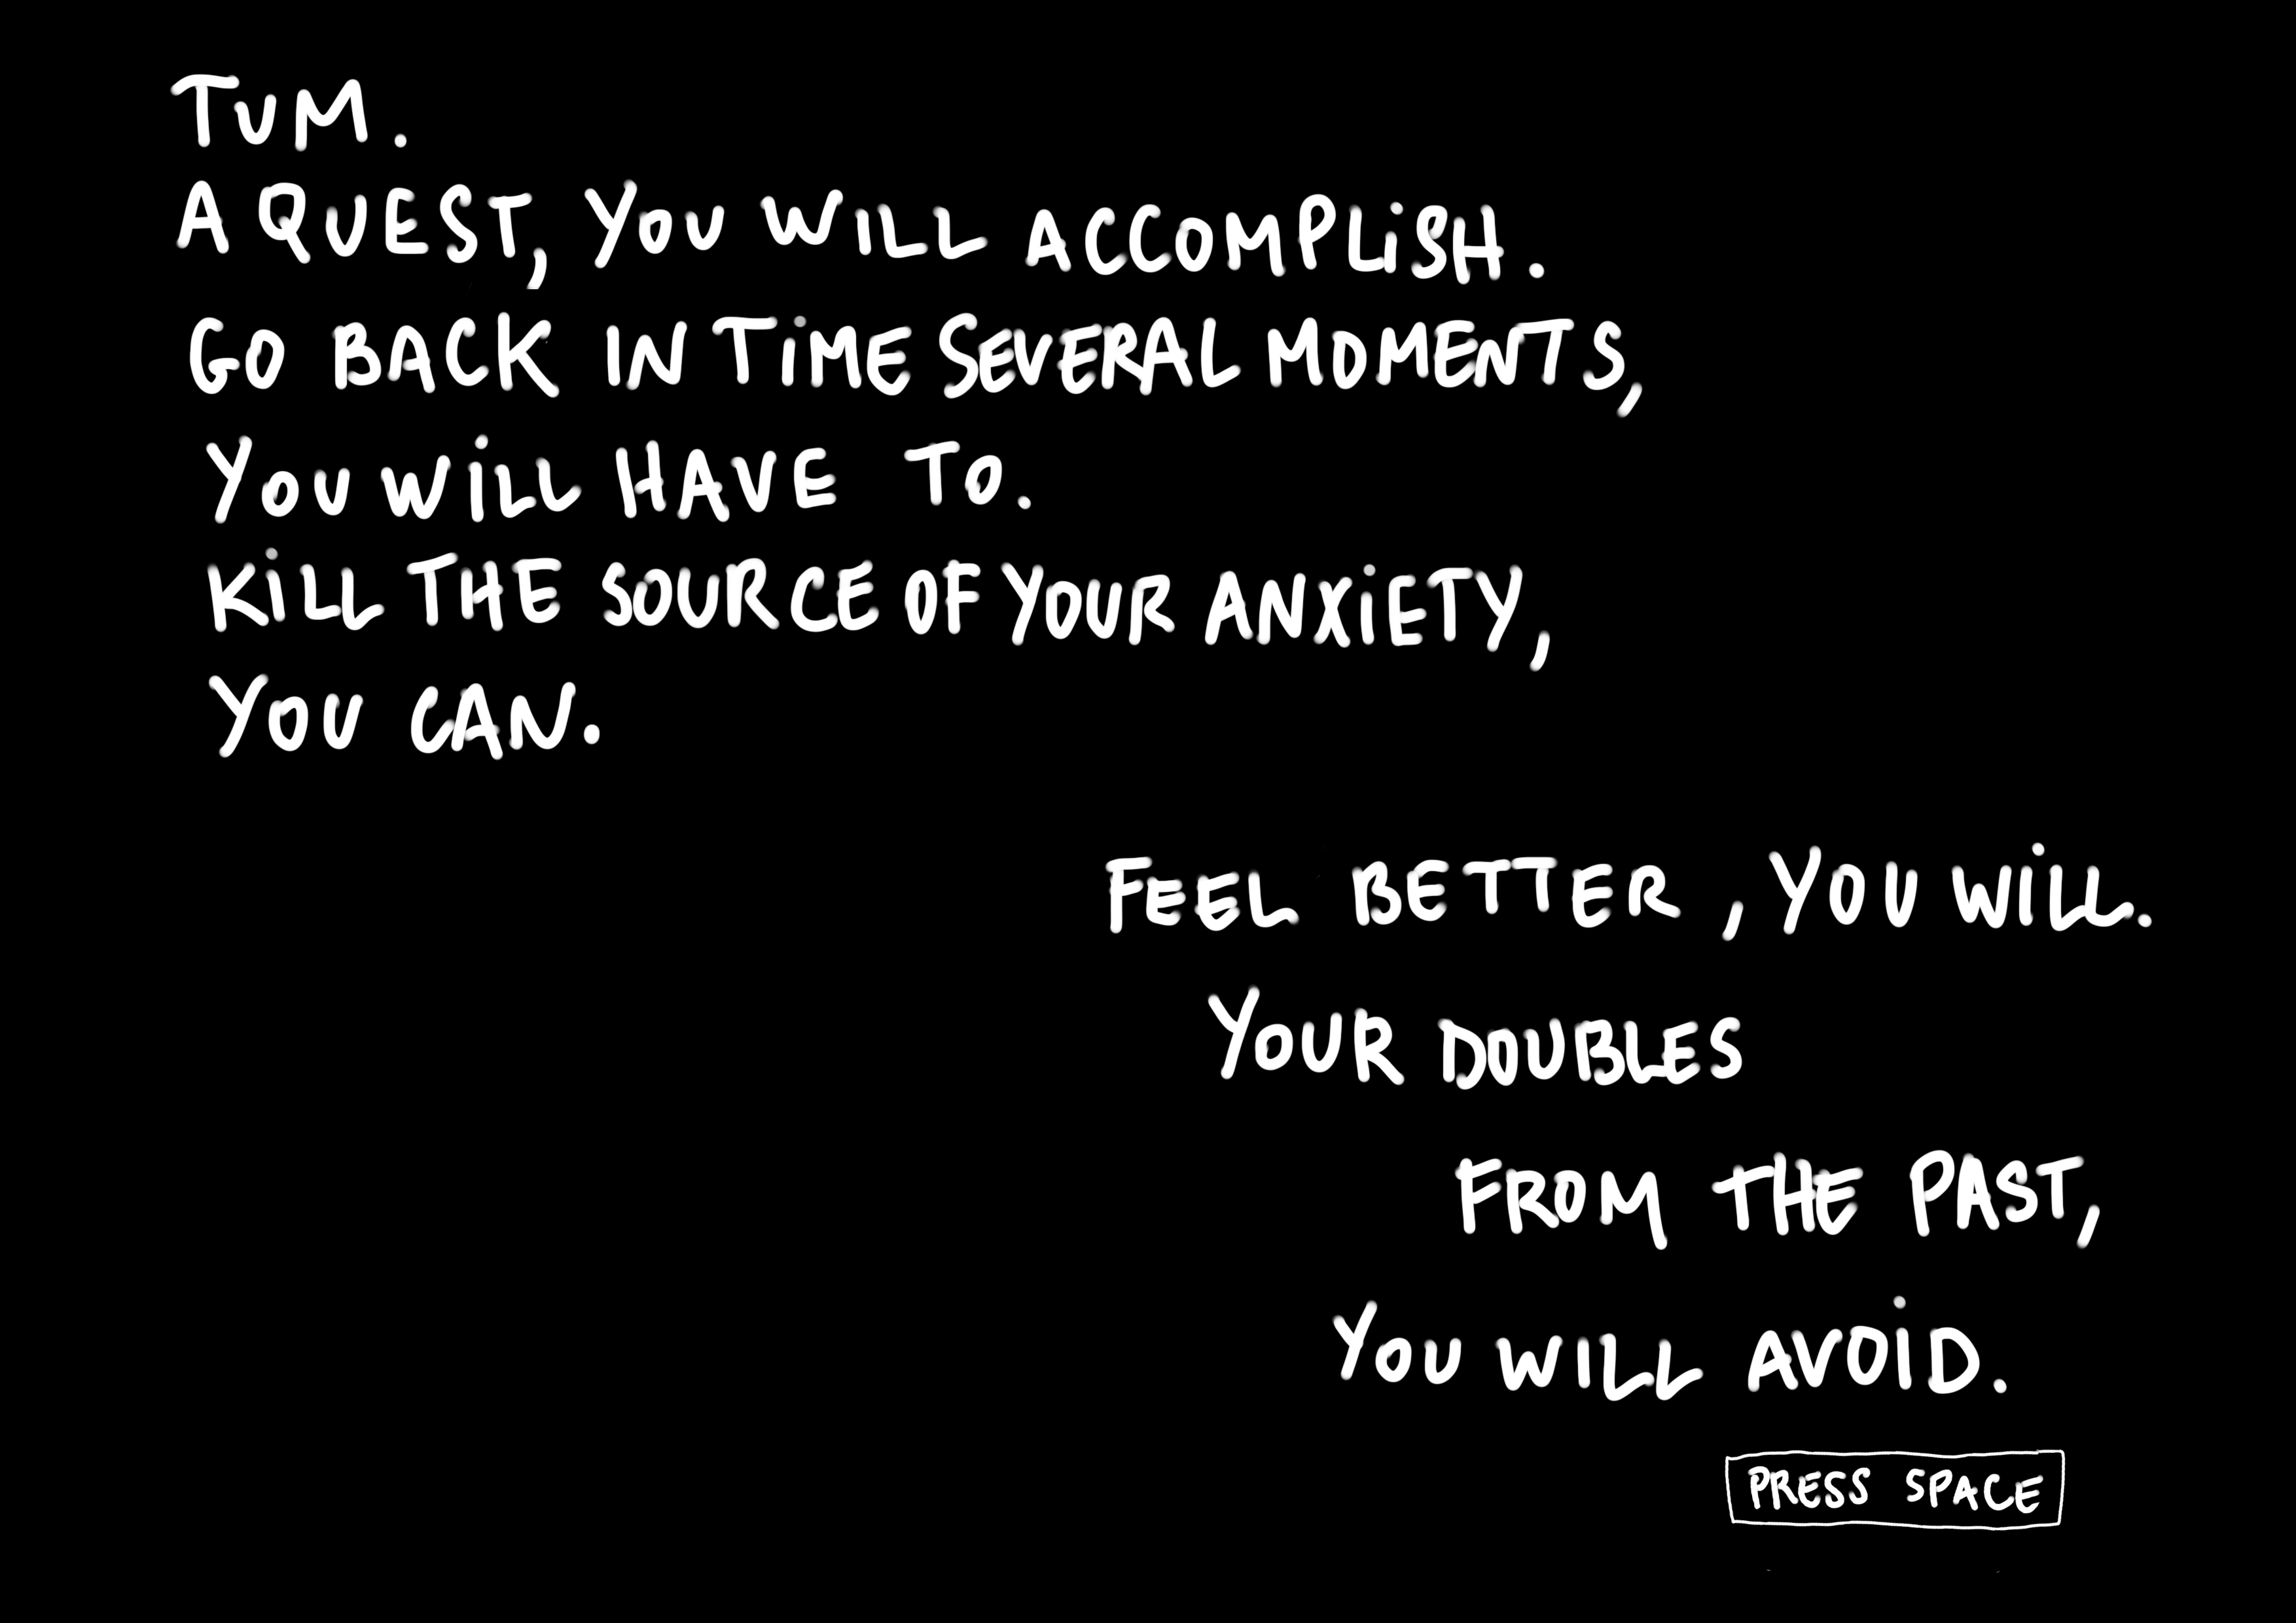 TUM.
A QUEST, YOU WILL ACCOMPLISH.
GO BACK IN TIME SEVERAL MOMENTS,
YOU WILL HAVE TO.
KILL THE SOURCE OF YOUR ANXIETY,
YOU CAN.
FEEL BETTER, YOU WILL.
YOUR DOUBLES
FROM THE PAST,
YOU WILL AVOID.
PRESS SPACE